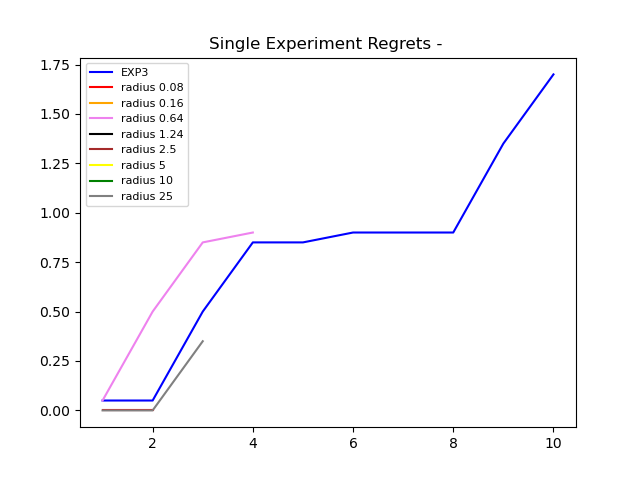 Single Experiment Regrets -
1.75
1.50
1.25
1.00
0.75
0.50
0.25
0.00
EXP3
radius 0.08
radius 0.16
radius 0.64
radius 1.24
radius 2.5
radius 5
radius 10
radius 25
2 4 6 8 10